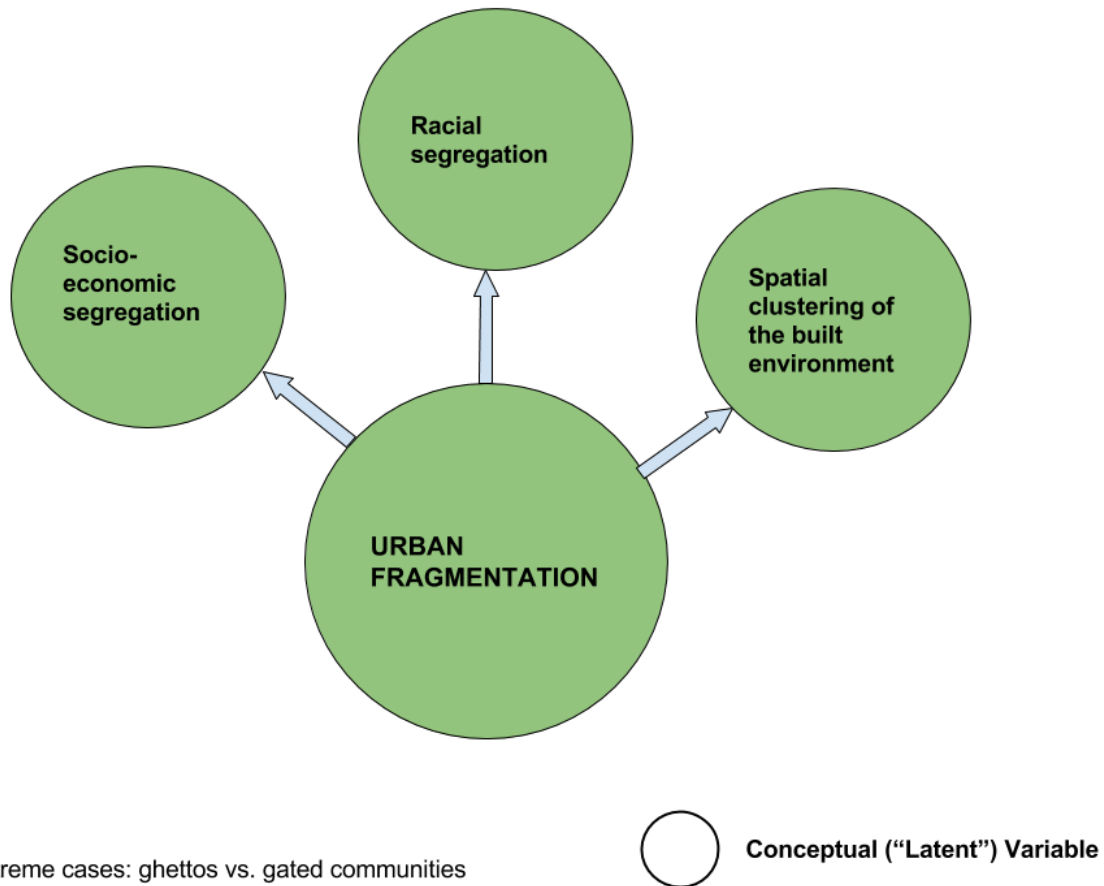 Racial
segregation
Socio-
economic
segregation
Spatial
clustering of
the built
environment
URBAN
FRAGMENTATION
Conceptual (“Latent”) Variable
reme cases: ghettos vs. gated communities